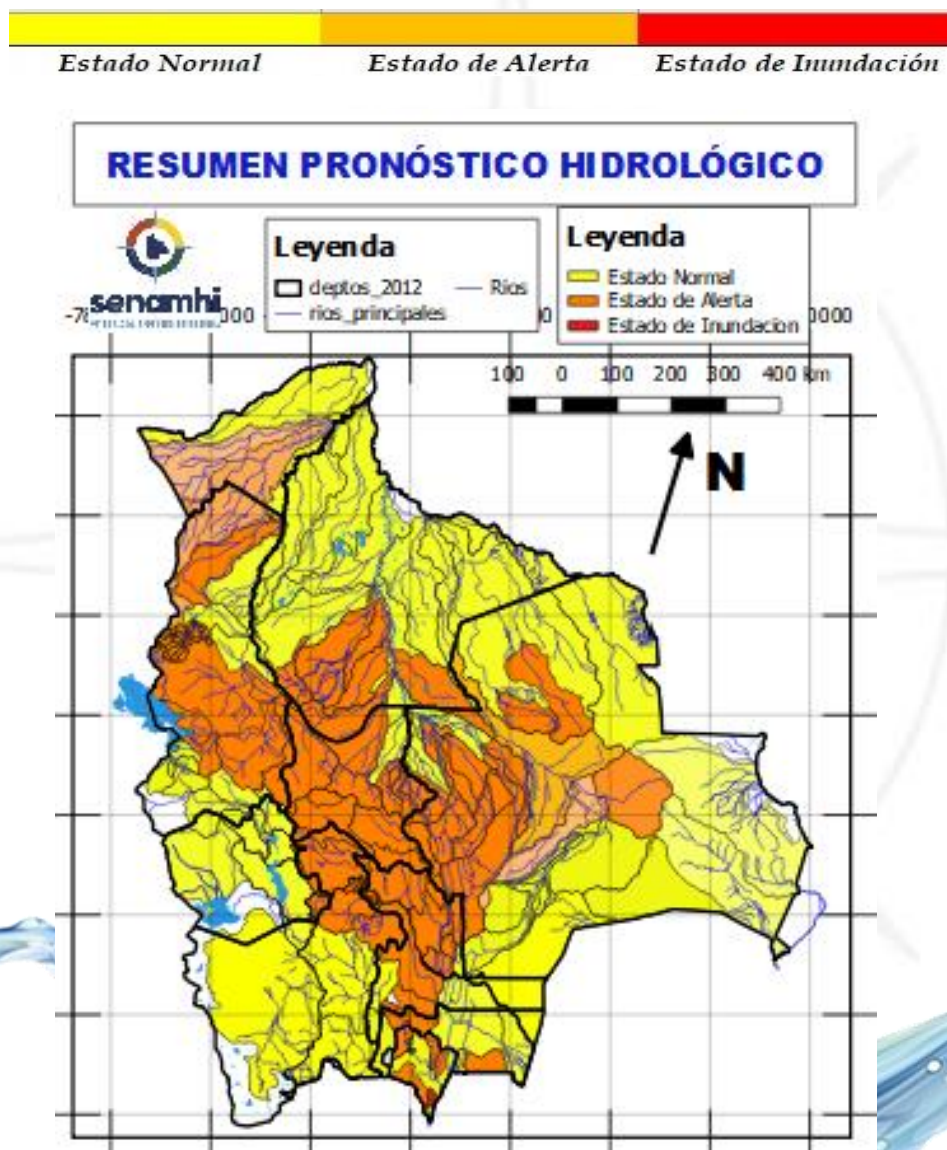 Estado Normal Estado de Alerta Estado de Inundación
RESUMEN PRONÓSTICO HIDROLÓGICO
senamhi
Leyenda
deptos_2012 Rios
rios_principales
Leyenda
Estado Normal
Estado de Alerta
Estado de Inundacion
100 0 100 200 300 400 km
N